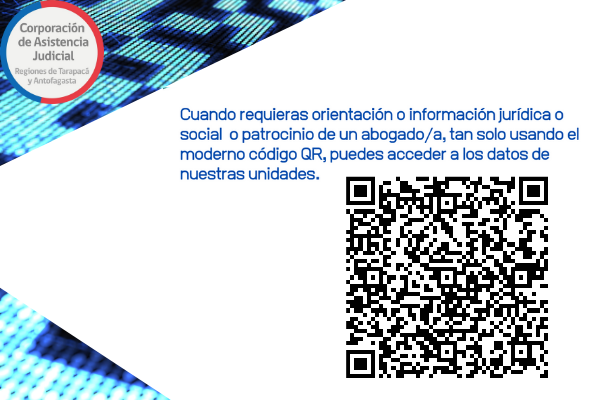 Corporación
de Asistencia
Judicial
Regiones de Tarapacá
y Antofagasta
Cuando requieras orientación o información jurídica o
social o patrocinio de un abogado/a, tan solo usando el
moderno código QR, puedes acceder a los datos de
nuestras unidades.